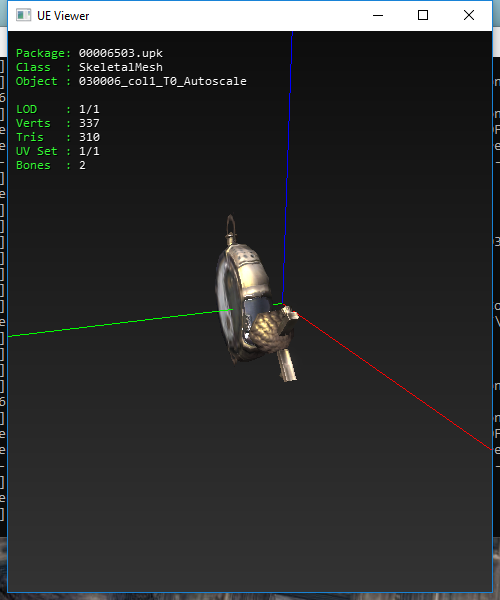 UE Viewer
Package: 00006503.upk
Class : SkeletalMesh
Object : 030006_col1_T0_Autoscale
LOD : 1/1
Verts : 337
Tris : 310
UV Set : 1/1
Bones : 2